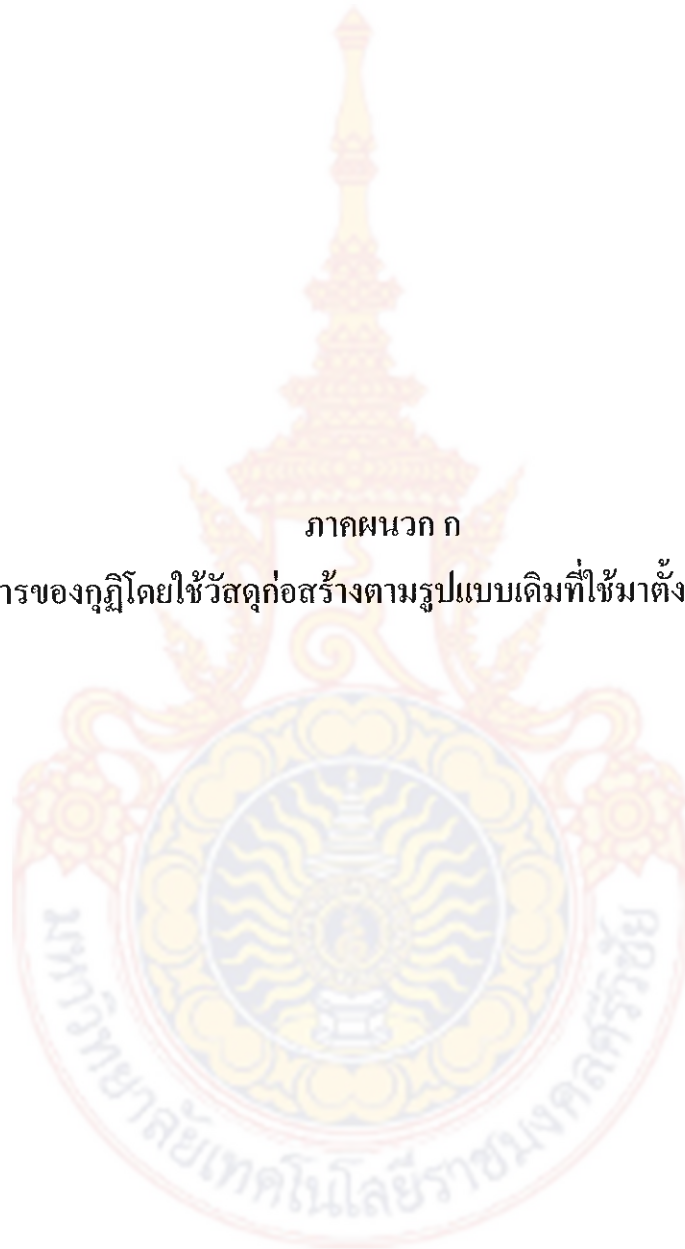 ภาคผนวก ก
ารของกุฏิโดยใช้วัสดุก่อสร้างตามรูปแบบเดิมที่ใช้มาตั้ง
มหาวิทยาลัยเทคโนโลยีราชมงคลศรีวิชัย